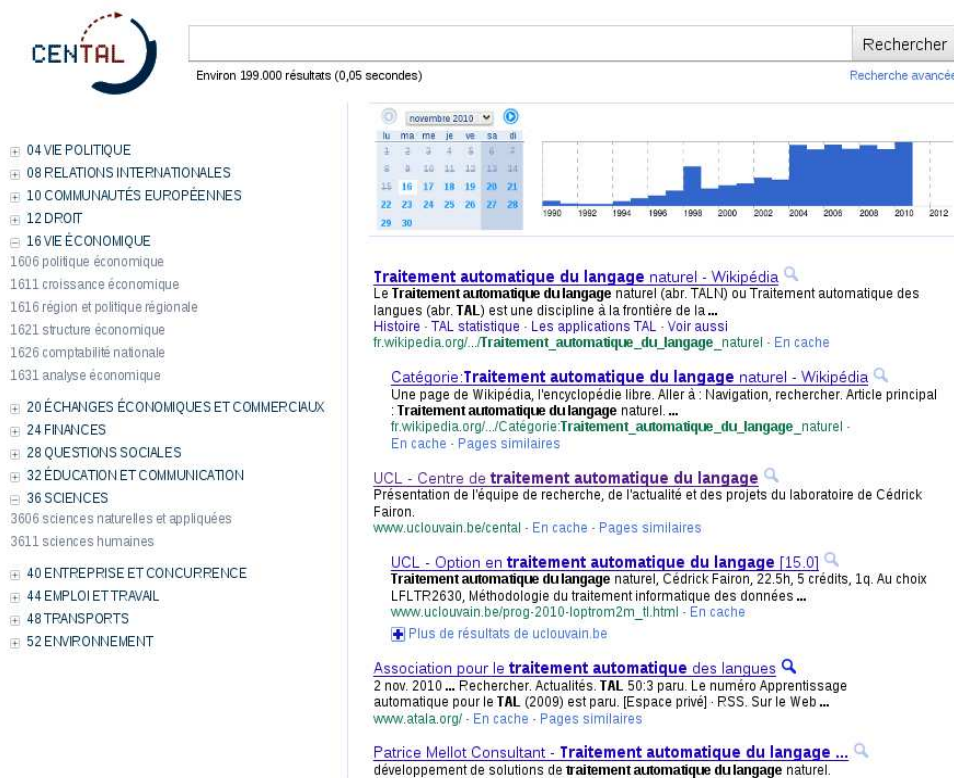 CENTAL
Rechercher
Environ 199.000 résultats (0,05 secondes)
Recherche avancée
04 VIE POLITIQUE
08 RELATIONS INTERNATIONALES
10 COMMUNAUTÉS EUROPÉENNES
12 DROIT
16 VIE ÉCONOMIQUE
1606 politique économique
1611 croissance économique
1616 région et politique régionale
1621 structure économique
1626 comptabilité nationale
1631 analyse économique
20 ÉCHANGES ÉCONOMIQUES ET COMMERCIAUX
24 FINANCES
28 QUESTIONS SOCIALES
32 ÉDUCATION ET COMMUNICATION
36 SCIENCES
3606 sciences naturelles et appliquées
3611 sciences humaines
40 ENTREPRISE ET CONCURRENCE
44 EMPLOI ET TRAVAIL
48 TRANSPORTS
52 ENVIRONNEMENT
novembre 2010
lu ma me je ve sa di
1 2 3 4 5 6 7
8 9 10 11 12 13 14
15 16 17 18 19 20 21
22 23 24 25 26 27 28
29 30
1990 1992 1994 1996 1998 2000 2002 2004 2006 2008 2010 2012
Traitement automatique du langage naturel - Wikipédia
Le Traitement automatique du langage naturel (abr. TALN) ou Traitement automatique des
langues (abr. TAL) est une discipline à la frontière de la ...
Histoire - TAL statistique - Les applications TAL - Voir aussi
fr.wikipedia.org/.../Traitement_automatique_du_langage_naturel - En cache
Catégorie:Traitement automatique du langage naturel - Wikipédia
Une page de Wikipédia, l'encyclopédie libre. Aller à : Navigation, rechercher. Article principal
: Traitement automatique du langage naturel. ...
fr.wikipedia.org/.../Catégorie:Traitement_automatique_du_langage_naturel -
En cache - Pages similaires
UCL - Centre de traitement automatique du langage
Présentation de l'équipe de recherche, de l'actualité et des projets du laboratoire de Cédrick
Fairon.
www.uclouvain.be/cental - En cache - Pages similaires
UCL - Option en traitement automatique du langage [15.0]
Traitement automatique du langage naturel, Cédrick Fairon, 22.5h, 5 crédits, 1q. Au choix
LFLTR2630, Méthodologie du traitement informatique des données ...
www.uclouvain.be/prog-2010-loptrom2m_tl.html - En cache
Plus de résultats de uclouvain.be
Association pour le traitement automatique des langues
2 nov. 2010 ... Rechercher. Actualités. TAL 50:3 paru. Le numéro Apprentissage
automatique pour le TAL (2009) est paru. [Espace privé] · RSS. Sur le Web ...
www.atala.org/ - En cache - Pages similaires
Patrice Mellot Consultant - Traitement automatique du langage ...
développement de solutions de traitement automatique du langage naturel.